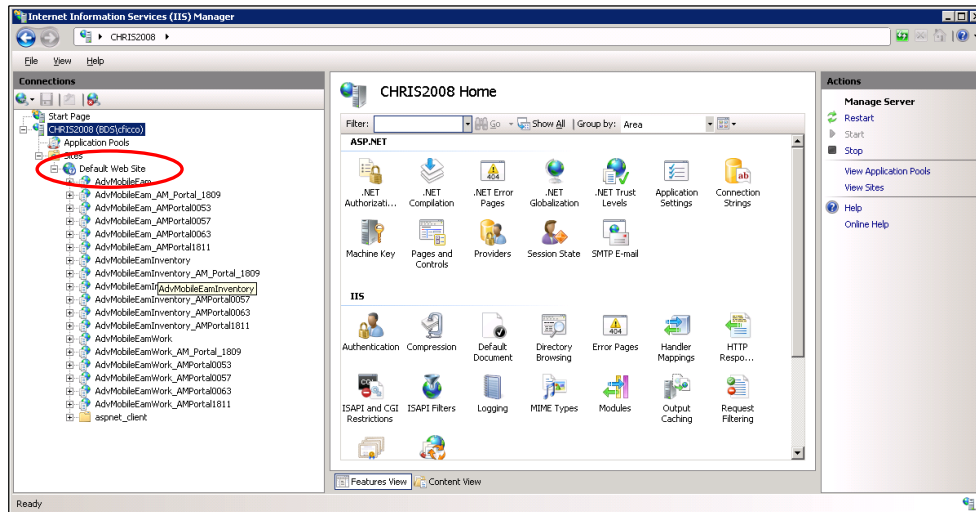 Internet Information Services (IIS) Manager
CHRIS2008
File View Help
Connections
Start Page
CHRIS2008 (BDS\cficco)
Application Pools
Sites
Default Web Site
AdvMobileEam
AdvMobileEam_AM_Portal_1809
AdvMobileEam_AMPortal0053
AdvMobileEam_AMPortal0057
AdvMobileEam_AMPortal0063
AdvMobileEam_AMPortal1811
AdvMobileEamInventory
AdvMobileEamInventory_AM_Portal_1809
AdvMobileEamInventory
AdvMobileEamInventory_AMPortal0057
AdvMobileEamInventory_AMPortal0063
AdvMobileEamInventory_AMPortal1811
AdvMobileEamWork
AdvMobileEamWork_AM_Portal_1809
AdvMobileEamWork_AMPortal0053
AdvMobileEamWork_AMPortal0057
AdvMobileEamWork_AMPortal0063
AdvMobileEamWork_AMPortal1811
aspnet_client
CHRIS2008 Home
Filter: Go Show All Group by: Area
ASP.NET
.NET Authorizati...
.NET Compilation
.NET Error Pages
.NET Globalization
.NET Trust Levels
Application Settings
Connection Strings
Machine Key
Pages and Controls
Providers
Session State
SMTP E-mail
IIS
Authentication
Compression
Default Document
Directory Browsing
Error Pages
Handler Mappings
HTTP Respo...
ISAPI and CGI Restrictions
ISAPI Filters
Logging
MIME Types
Modules
Output Caching
Request Filtering
Features View Content View
Actions
Manage Server
Restart
Start
Stop
View Application Pools
View Sites
Help
Online Help
Ready